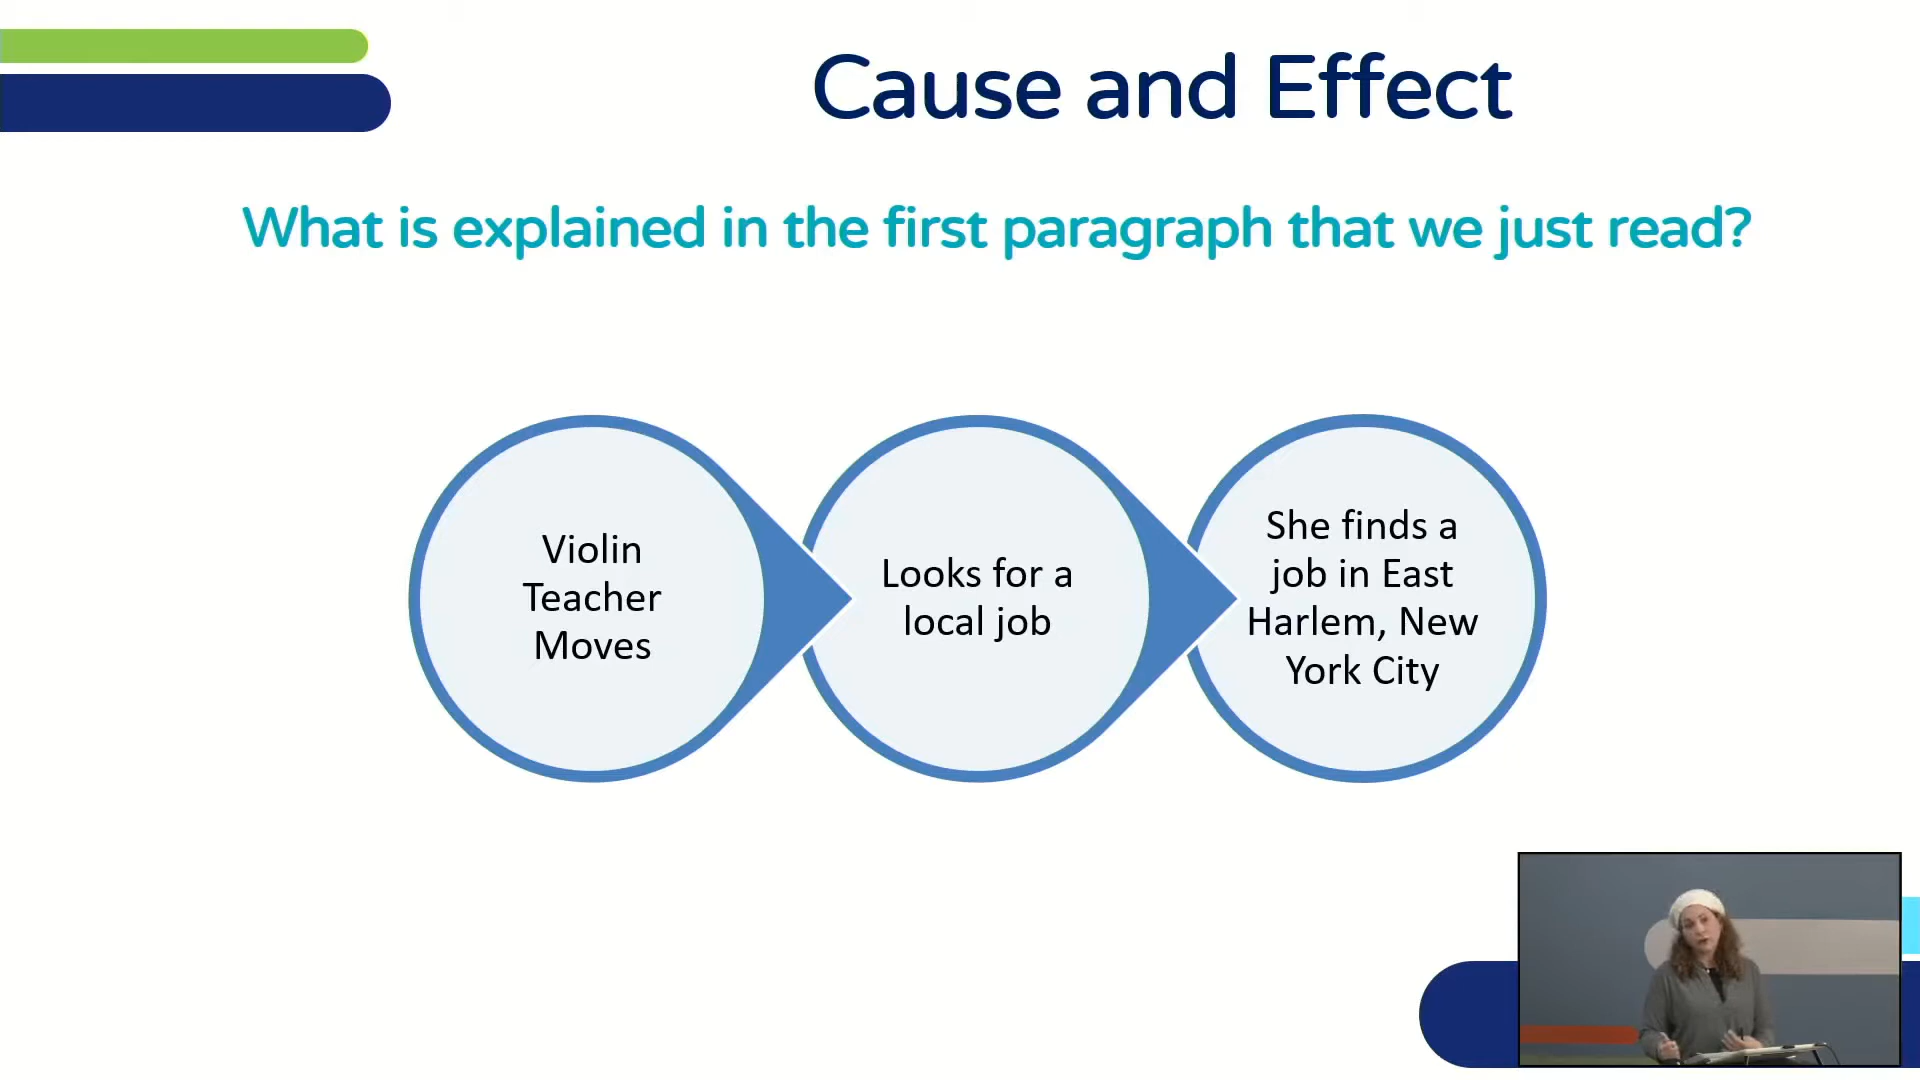 Cause and Effect
What is explained in the first paragraph that we just read?
Violin
Teacher
Moves
Looks for a
local job
She finds a
job in East
Harlem, New
York City